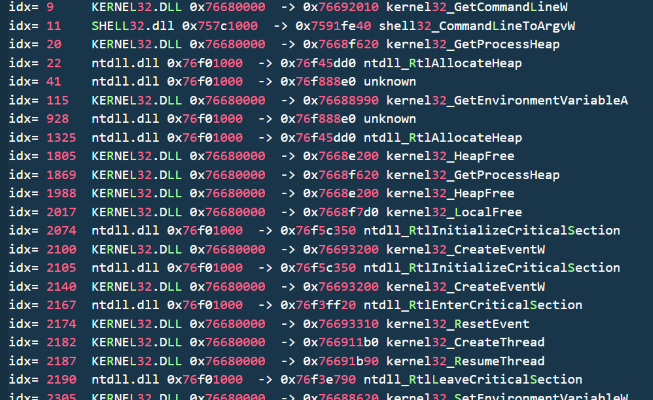 idx= 9 KERNEL32.DLL 0x76680000 -> 0x76692010 kernel32_GetCommandLineW
idx= 11 SHELL32.dll 0x757c1000 -> 0x7591fe40 shell32_CommandLineToArgvW
idx= 20 KERNEL32.DLL 0x76680000 -> 0x7668f620 kernel32_GetProcessHeap
idx= 22 ntdll.dll 0x76f01000 -> 0x76f45dd0 ntdll_RtlAllocateHeap
idx= 41 ntdll.dll 0x76f01000 -> 0x76f888e0 unknown
idx= 115 KERNEL32.DLL 0x76680000 -> 0x76688990 kernel32_GetEnvironmentVariableA
idx= 928 ntdll.dll 0x76f01000 -> 0x76f888e0 unknown
idx= 1325 ntdll.dll 0x76f01000 -> 0x76f45dd0 ntdll_RtlAllocateHeap
idx= 1805 KERNEL32.DLL 0x76680000 -> 0x7668e200 kernel32_HeapFree
idx= 1869 KERNEL32.DLL 0x76680000 -> 0x7668f620 kernel32_GetProcessHeap
idx= 1988 KERNEL32.DLL 0x76680000 -> 0x7668e200 kernel32_HeapFree
idx= 2017 KERNEL32.DLL 0x76680000 -> 0x7668f7d0 kernel32_LocalFree
idx= 2074 ntdll.dll 0x76f01000 -> 0x76f5c350 ntdll_RtlInitializeCriticalSection
idx= 2100 KERNEL32.DLL 0x76680000 -> 0x76693200 kernel32_CreateEventW
idx= 2105 ntdll.dll 0x76f01000 -> 0x76f5c350 ntdll_RtlInitializeCriticalSection
idx= 2140 KERNEL32.DLL 0x76680000 -> 0x76693200 kernel32_CreateEventW
idx= 2167 ntdll.dll 0x76f01000 -> 0x76f3ff20 ntdll_RtlEnterCriticalSection
idx= 2174 KERNEL32.DLL 0x76680000 -> 0x76693310 kernel32_ResetEvent
idx= 2182 KERNEL32.DLL 0x76680000 -> 0x766911b0 kernel32_CreateThread
idx= 2187 KERNEL32.DLL 0x76680000 -> 0x76691b90 kernel32_ResumeThread
idx= 2190 ntdll.dll 0x76f01000 -> 0x76f3e790 ntdll_RtlLeaveCriticalSection
idx= 2305 KERNEL32.DLL 0x76680000 -> 0x76688620 kernel32_SetEnvironmentVariableW